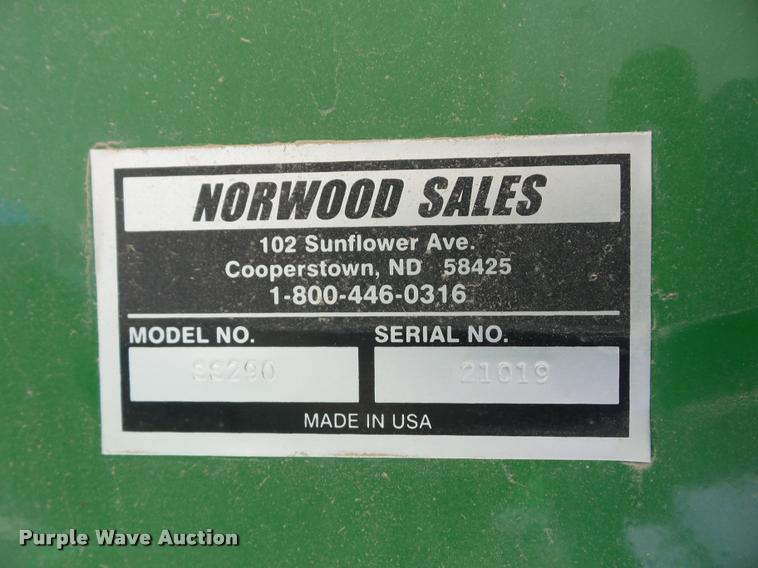 NORWOOD SALES
102 Sunflower Ave.
Cooperstown, ND 58425
1-800-446-0316
MODEL NO. SERIAL NO.
SS290 21019
MADE IN USA
Purple Wave Auction